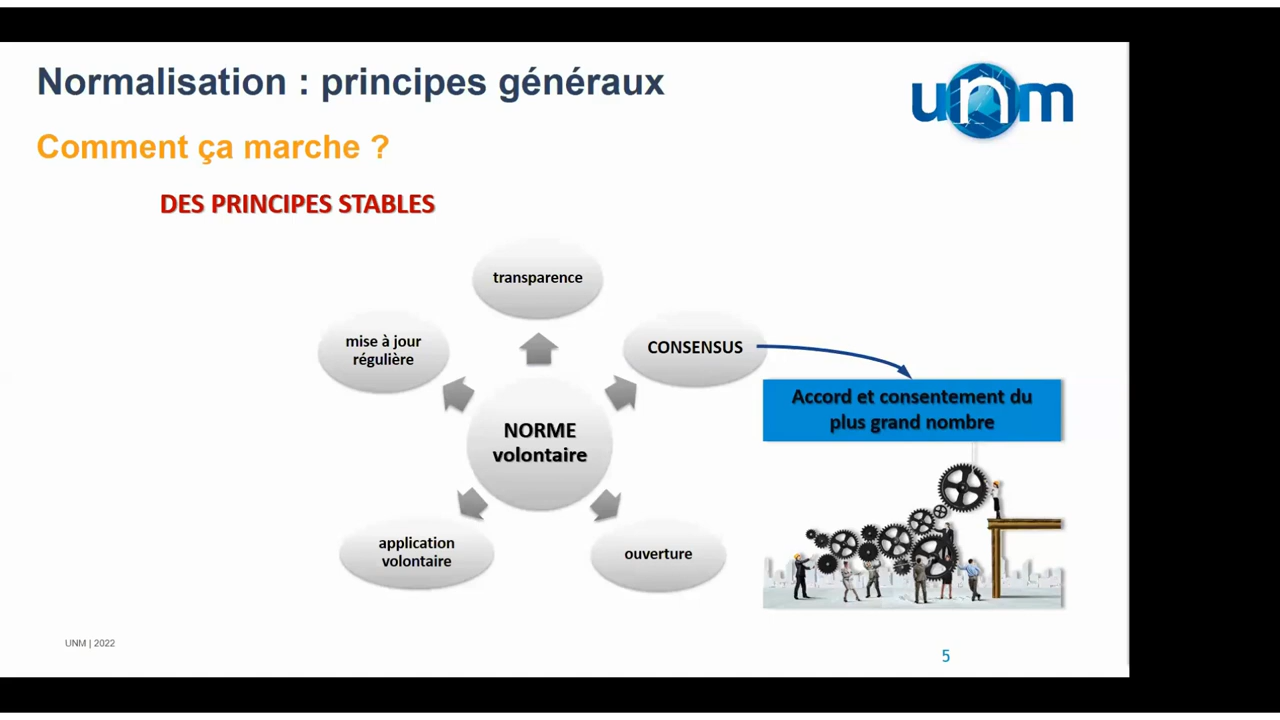 Normalisation : principes généraux
unm
Comment ça marche ?
DES PRINCIPES STABLES
transparence
mise à jour
régulière
CONSENSUS
Accord et consentement du
plus grand nombre
NORME
volontaire
application
volontaire
ouverture
UNM | 2022
5